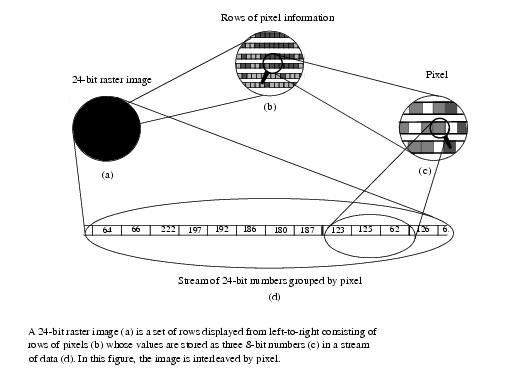 Rows of pixel information
24-bit raster image
Pixel
(b)
(a)
(c)
64 66 222 197 192 186 180 187 123 125 62 126 6
Stream of 24-bit numbers grouped by pixel
(d)
A 24-bit raster image (a) is a set of rows displayed from left-to-right consisting of
rows of pixels (b) whose values are stored as three 8-bit numbers (c) in a stream
of data (d). In this figure, the image is interleaved by pixel.